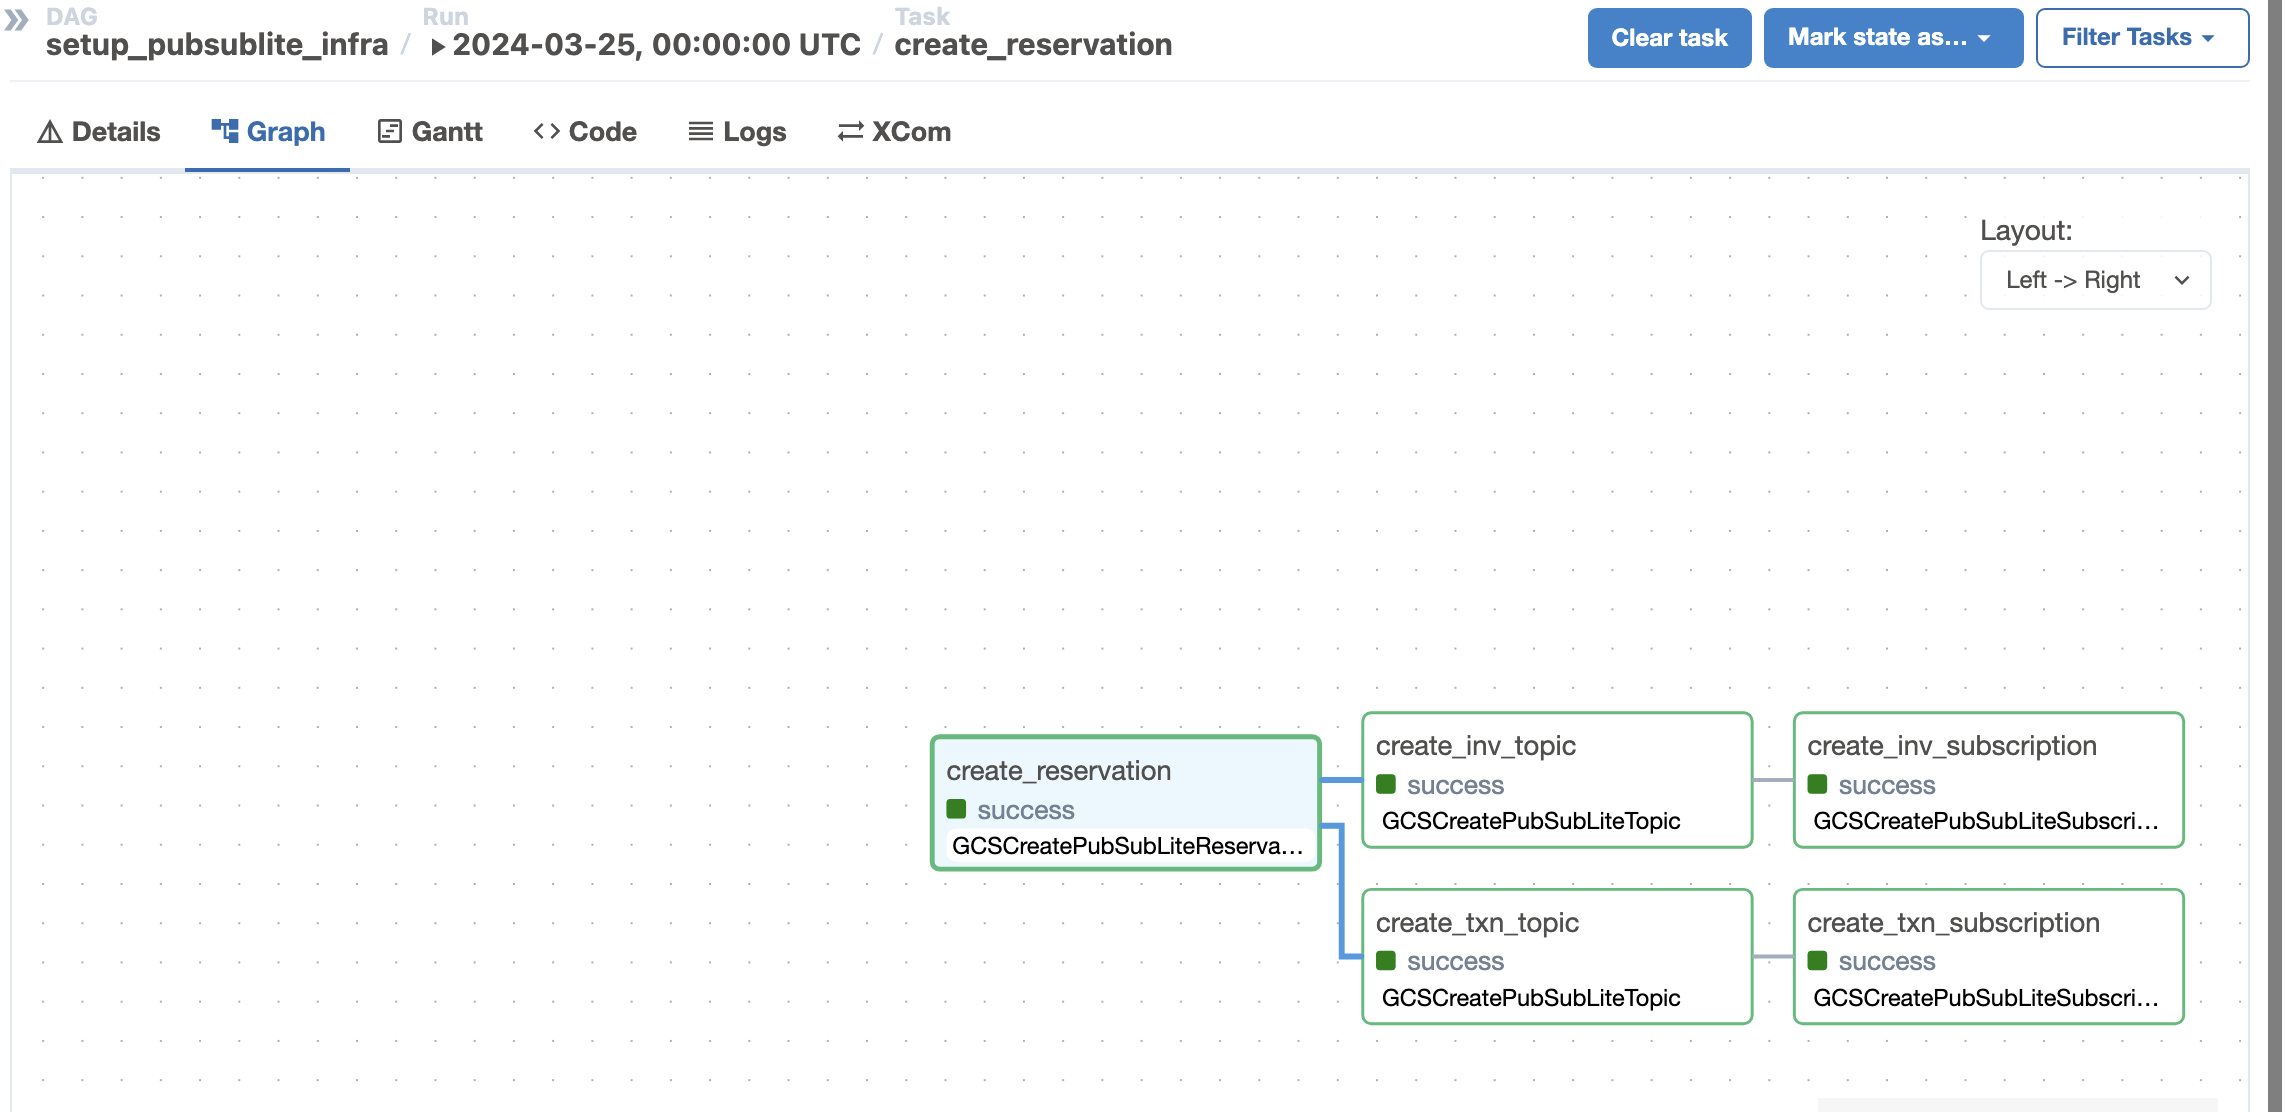 DAG
setup_pubsublite_infra
/
Run
2024-03-25, 00:00:00 UTC
/
Task
create_reservation
Clear task
Mark state as...
Filter Tasks
Details
Graph
Gantt
Code
Logs
XCom
Layout:
Left -> Right
create_reservation
success
GCSCreatePubSubLiteReserva...
create_inv_topic
success
GCSCreatePubSubLiteTopic
create_inv_subscription
success
GCSCreatePubSubLiteSubscri...
create_txn_topic
success
GCSCreatePubSubLiteTopic
create_txn_subscription
success
GCSCreatePubSubLiteSubscri...